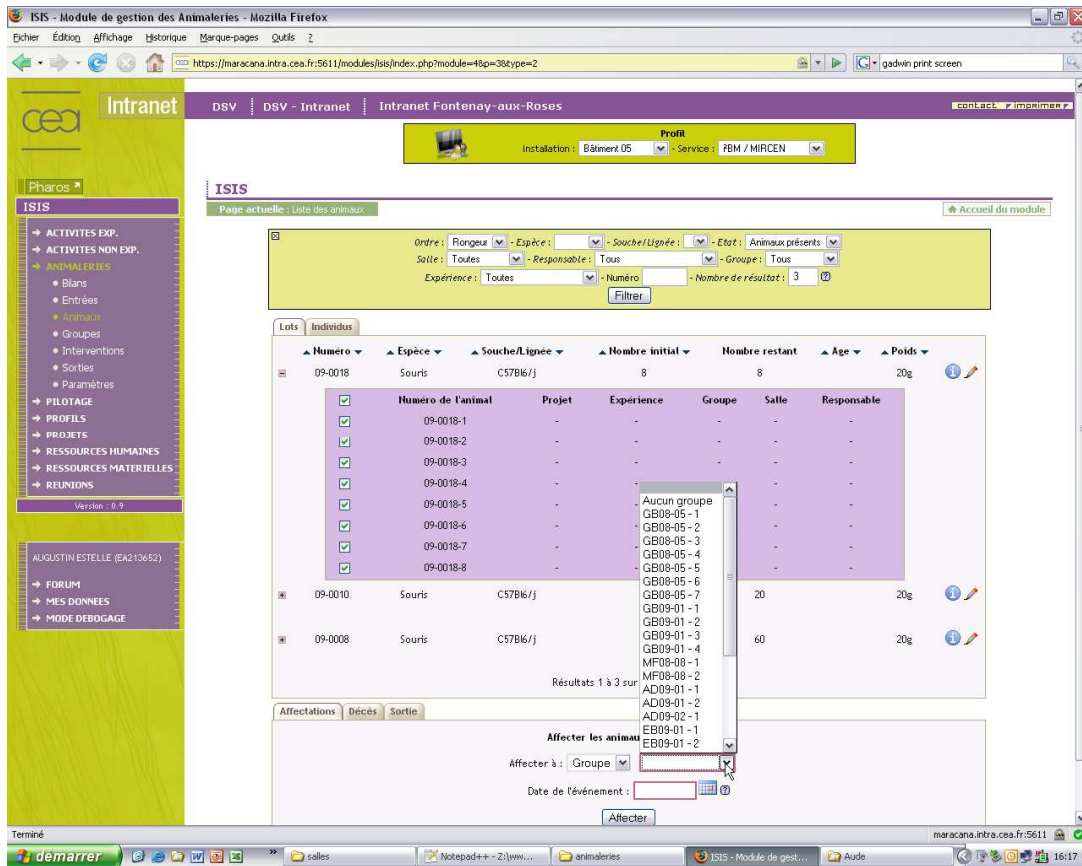 ISIS - Module de gestion des Animaleries - Mozilla Firefox
Fichier Édition Affichage Historique Marque-pages Outils ?
https://maracana.intra.cea.fr:5611/modules/isis/index.php?module=4&p=38type=2
gadwin print screen
cea Intranet DSV DSV - Intranet Intranet Fontenay-aux-Roses contact imprimer
Profil
Installation : Bâtiment 05 - Service : / MIRCEN
Pharos
ISIS
ISIS
Page actuelle : Liste des animaux Accueil du module
ACTIVITES EXP.
ACTIVITES NON EXP.
ANIMALERIES
Bilans
Entrées
Animaux
Groupes
Interventions
Sorties
Paramètres
PILOTAGE
PROFILS
PROJETS
RESSOURCES HUMAINES
RESSOURCES MATERIELLES
REUNIONS
Version : 0.9
AUGUSTIN ESTELLE (EA213652)
FORUM
MES DONNEES
MODE DEBOGAGE
Ordre : Rongeur - Espèce : - Souche/Lignée : - Etat : Animaux présents
Salle : Toutes - Responsable : Tous - Groupe : Tous
Expérience : Toutes - Numéro - Nombre de résultat : 3
Filtrer
Lots Individus
Numéro Espèce Souche/Lignée Nombre initial Nombre restant Age Poids
09-0018 Souris C57Bl6/j 8 8 20g
Numéro de l'animal Projet Expérience Groupe Salle Responsable
09-0018-1 - - - - -
09-0018-2 - - - - -
09-0018-3 - - - - -
09-0018-4 - - - -
09-0018-5 - - - -
09-0018-6 - - - -
09-0018-7 - - - -
09-0018-8 - - - -
09-0010 Souris C57Bl6/j 20 20g
09-0008 Souris C57Bl6/j 60 20g
Résultats 1 à 3 sur
Aucun groupe
GB08-05 - 1
GB08-05 - 2
GB08-05 - 3
GB08-05 - 4
GB08-05 - 5
GB08-05 - 6
GB08-05 - 7
GB09-01 - 1
GB09-01 - 2
GB09-01 - 3
GB09-01 - 4
MF08-08 - 1
MF08-08 - 2
AD09-01 - 1
AD09-01 - 2
AD09-02 - 1
EB09-01 - 1
EB09-01 - 2
Affectations Décès Sortie
Affecter les animau
Affecter à : Groupe
Date de l'événement :
Affecter
Terminé maracana.intra.cea.fr:5611
démarrer salles Notepad++ - Z:\ww... animaleries ISIS - Module de gest... Aude 16:17